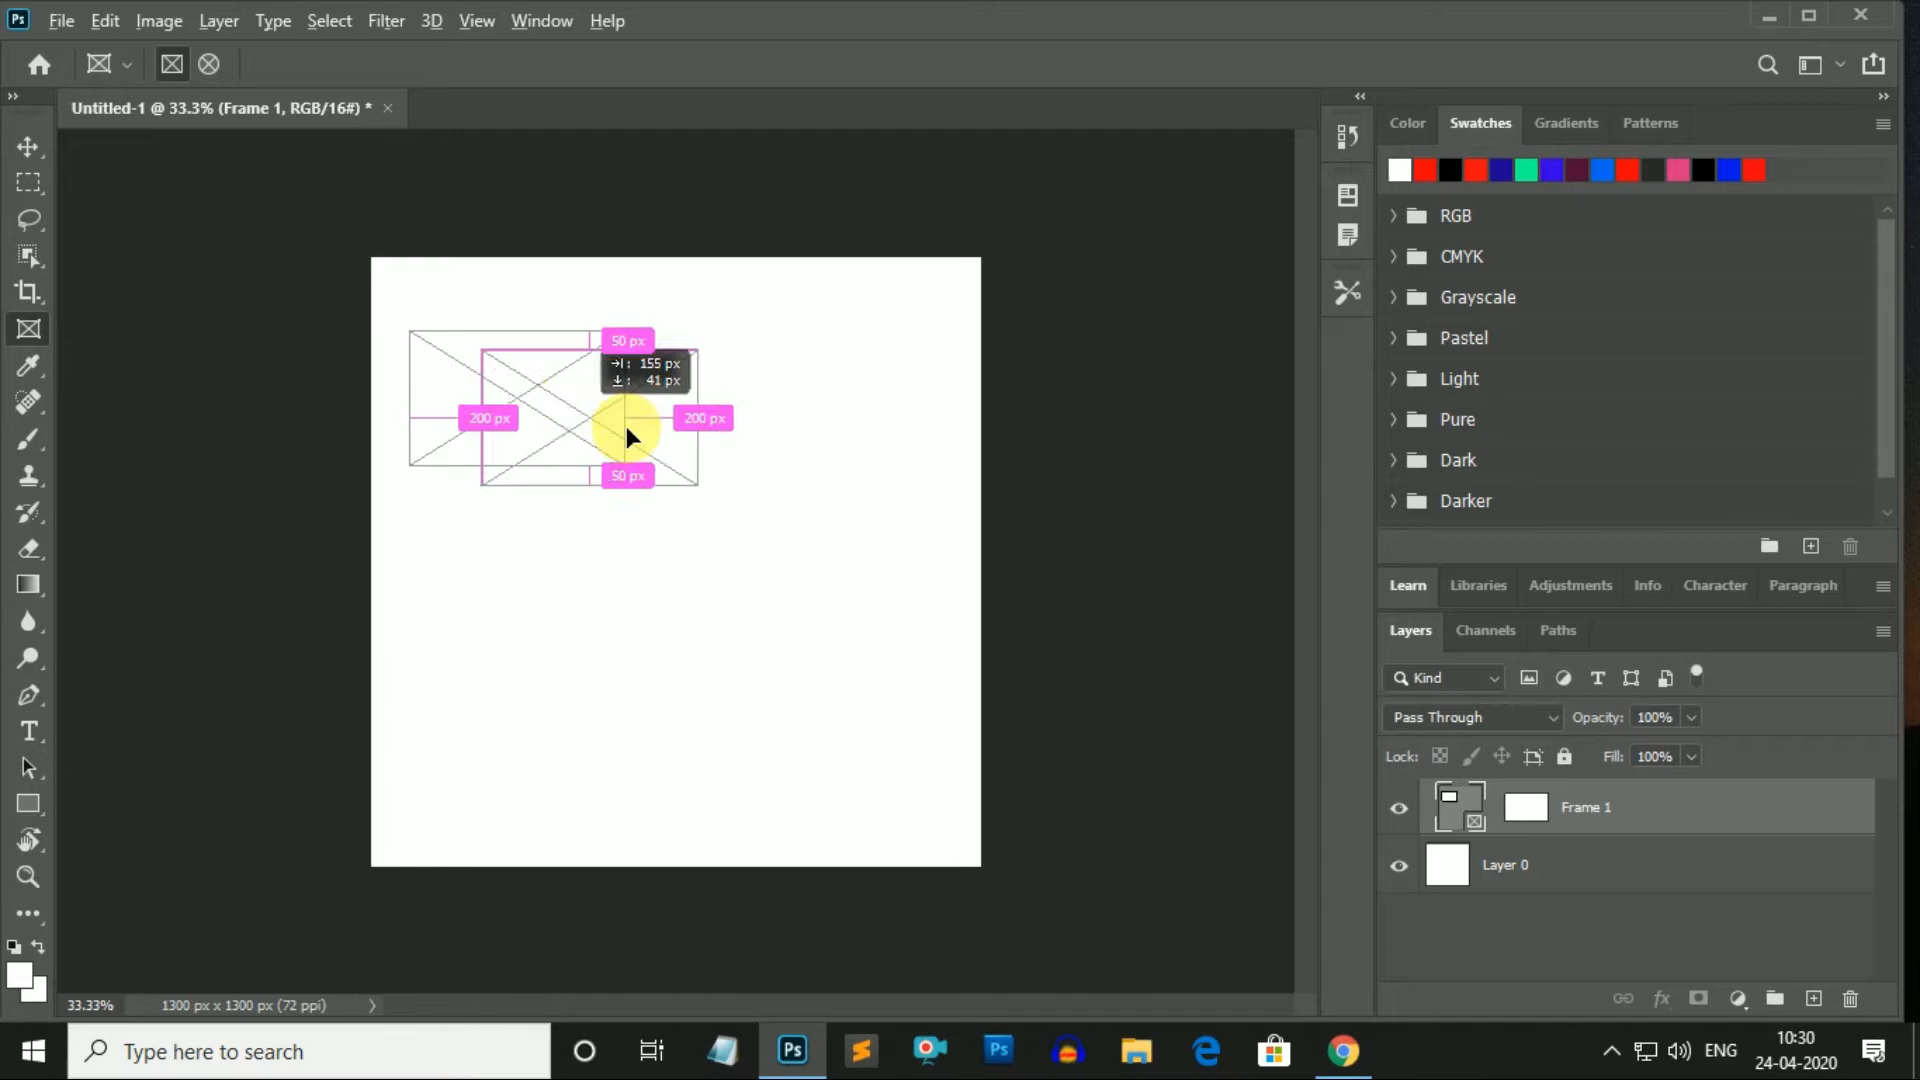 Ps File Edit Image Layer Type Select Filter 3D View Window Help
Untitled-1 @ 33.3% (Frame 1, RGB/16#) *
Color Swatches Gradients Patterns
RGB
CMYK
Grayscale
Pastel
Light
Pure
Dark
Darker
50 px
155 px
41 px
200 px
200 px
50 px
Learn Libraries Adjustments Info Character Paragraph
Layers Channels Paths
Kind
Pass Through Opacity: 100%
Lock: Fill: 100%
Frame 1
Layer 0
33.33% 1300 px x 1300 px (72 ppi)
Type here to search
Ps
Ps
ENG
10:30
24-04-2020